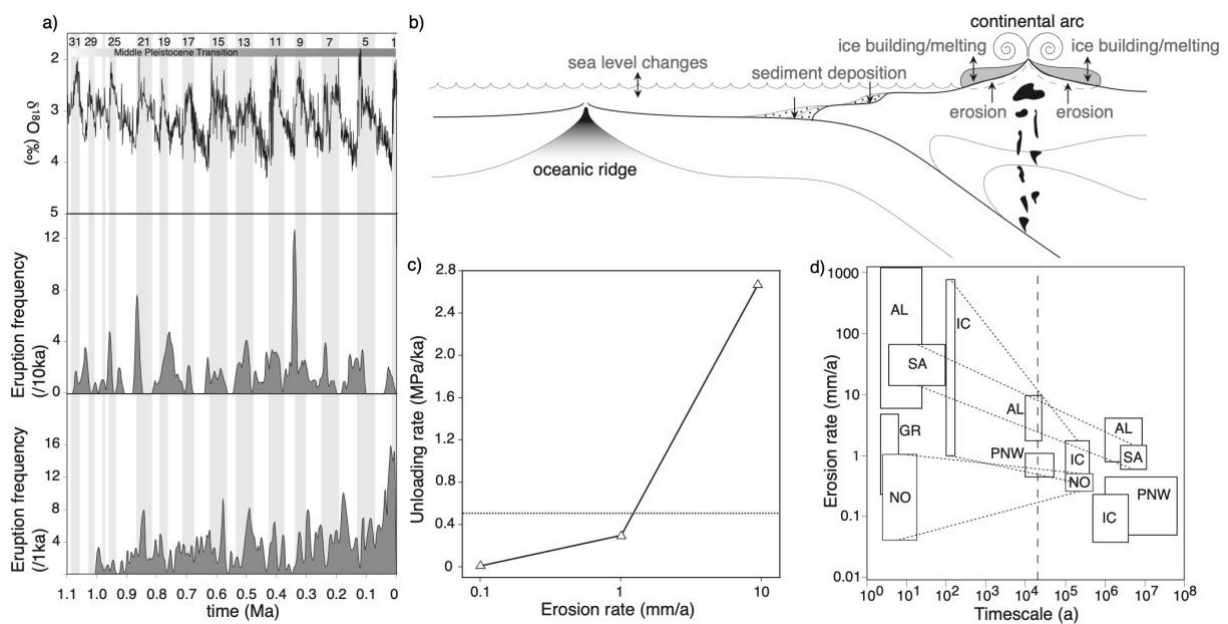 a)
31 29 25 21 19 17 15 13 11 9 7 5 1
Middle Pleistocene Transition
2
3
4
5
δ18O (‰)
12
8
4
0
Eruption frequency
(/10ka)
16
12
8
4
0
Eruption frequency
(/1ka)
1.1 1.0 0.9 0.8 0.7 0.6 0.5 0.4 0.3 0.2 0.1 0
time (Ma)
b)
continental arc
ice building/melting
ice building/melting
sea level changes
sediment deposition
erosion
erosion
oceanic ridge
c)
2.8
2.4
2.0
1.6
1.2
0.8
0.4
0
Unloading rate (MPa/ka)
0.1 1 10
Erosion rate (mm/a)
d)
1000
100
10
1
0.1
0.01
Erosion rate (mm/a)
AL
IC
SA
AL
AL
GR
PNW
IC
SA
NO
NO
IC
PNW
10⁰ 10¹ 10² 10³ 10⁴ 10⁵ 10⁶ 10⁷ 10⁸
Timescale (a)